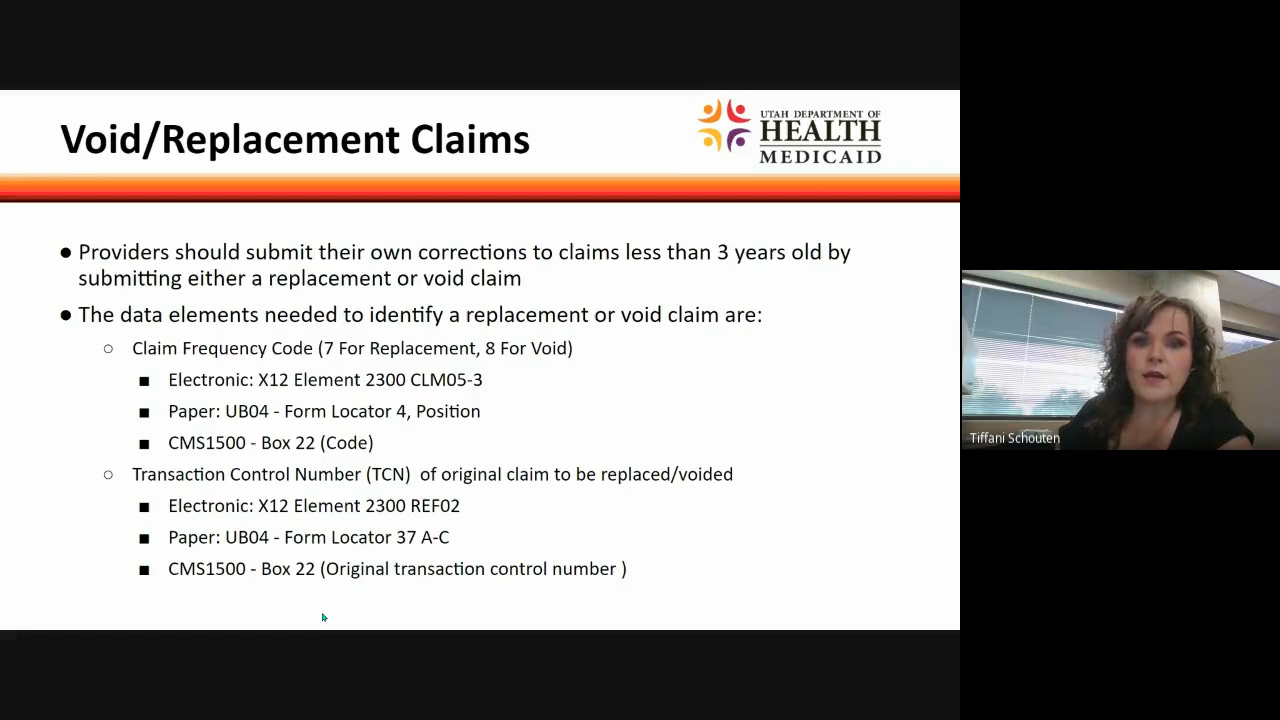 Void/Replacement Claims
UTAH DEPARTMENT OF
HEALTH
MEDICAID
● Providers should submit their own corrections to claims less than 3 years old by
submitting either a replacement or void claim
● The data elements needed to identify a replacement or void claim are:
○ Claim Frequency Code (7 For Replacement, 8 For Void)
■ Electronic: X12 Element 2300 CLM05-3
■ Paper: UB04 - Form Locator 4, Position
■ CMS1500 - Box 22 (Code)
○ Transaction Control Number (TCN)  of original claim to be replaced/voided
■ Electronic: X12 Element 2300 REF02
■ Paper: UB04 - Form Locator 37 A-C
■ CMS1500 - Box 22 (Original transaction control number )
Tiffani Schouten